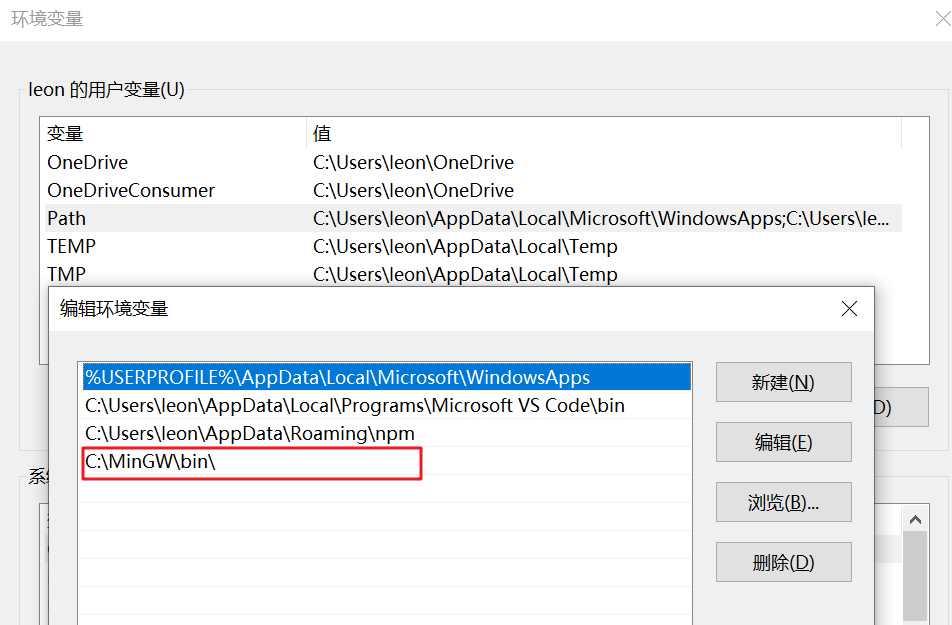 环境变量
leon 的用户变量(U)
变量 值
OneDrive C:\Users\leon\OneDrive
OneDriveConsumer C:\Users\leon\OneDrive
Path C:\Users\leon\AppData\Local\Microsoft\WindowsApps;C:\Users\le...
TEMP C:\Users\leon\AppData\Local\Temp
TMP C:\Users\leon\AppData\Local\Temp
编辑环境变量
%USERPROFILE%\AppData\Local\Microsoft\WindowsApps
新建(N)
C:\Users\leon\AppData\Local\Programs\Microsoft VS Code\bin
D)
C:\Users\leon\AppData\Roaming\npm
编辑(E)
C:\MinGW\bin\
浏览(B)...
删除(D)